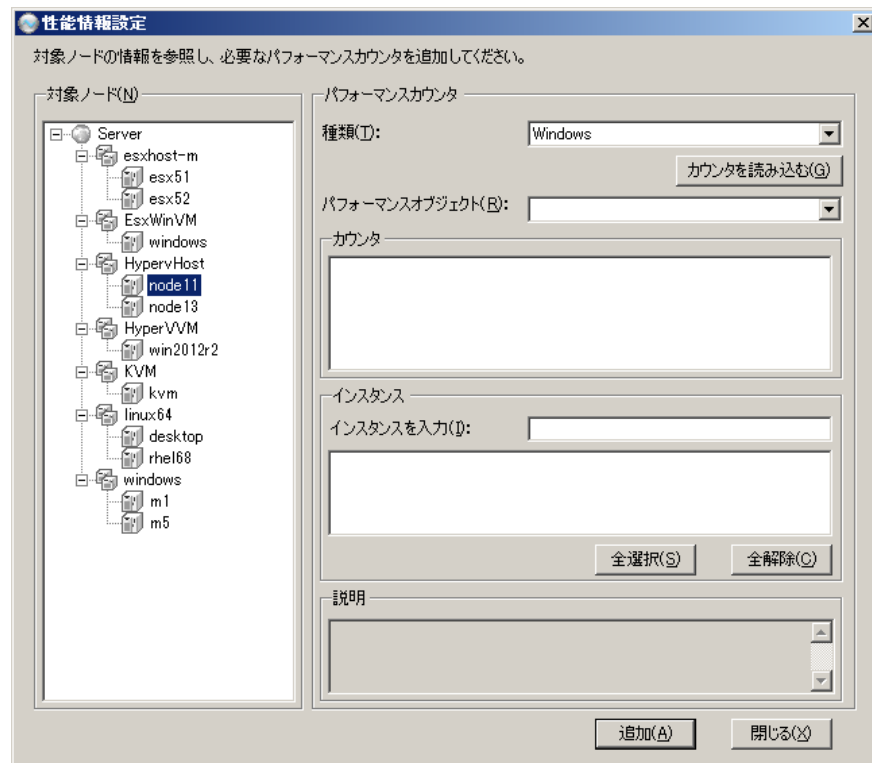 性能情報設定
対象ノードの情報を参照し、必要なパフォーマンスカウンタを追加してください。
対象ノード(N)
Server
esxhost-m
esx51
esx52
EsxWinVM
windows
HypervHost
node11
node13
HyperVVM
win2012r2
KVM
kvm
linux64
desktop
rhel68
windows
m1
m5
パフォーマンスカウンタ
種類(T): Windows
カウンタを読み込む(G)
パフォーマンスオブジェクト(R):
カウンタ
インスタンス
インスタンスを入力(I):
全選択(S) 全解除(C)
説明
追加(A) 閉じる(X)